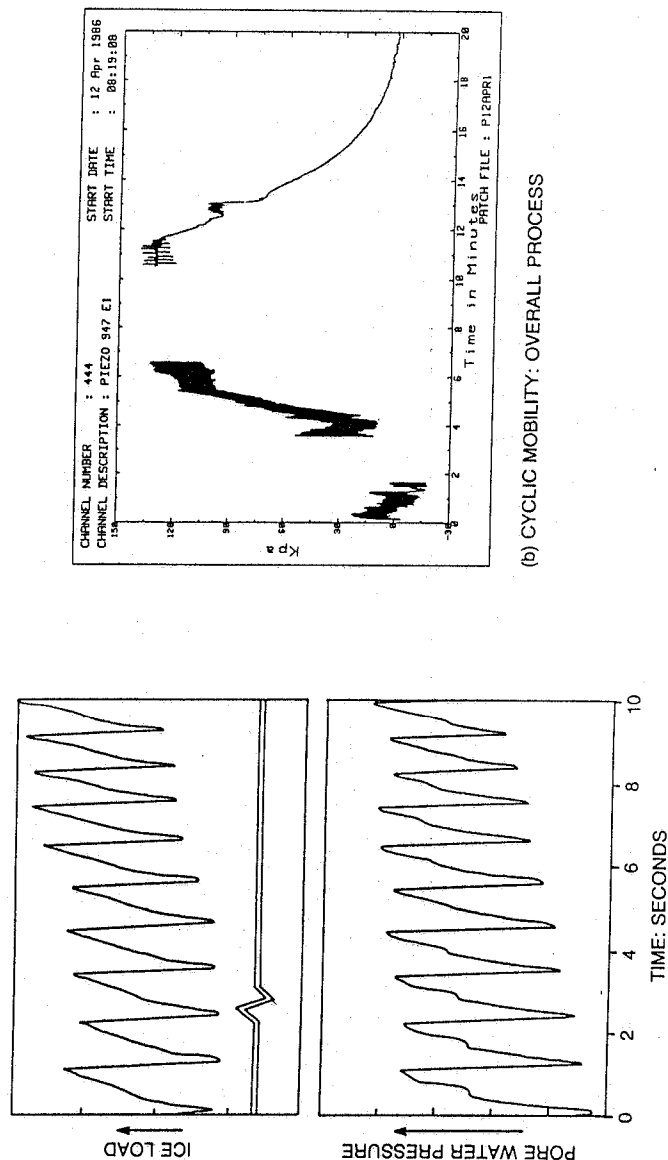 ICE LOAD
PORE WATER PRESSURE
0 2 4 6 8 10
TIME: SECONDS
CHANNEL NUMBER : 444 START DATE : 12 Apr 1986
CHANNEL DESCRIPTION : PIEZO 947 E1 START TIME : 08:19:08
150
120
90
60
30
0
-30
Kpa
0 2 4 6 8 10 12 14 16 18 20
Time in Minutes
PATCH FILE : P12APR1
(b) CYCLIC MOBILITY: OVERALL PROCESS